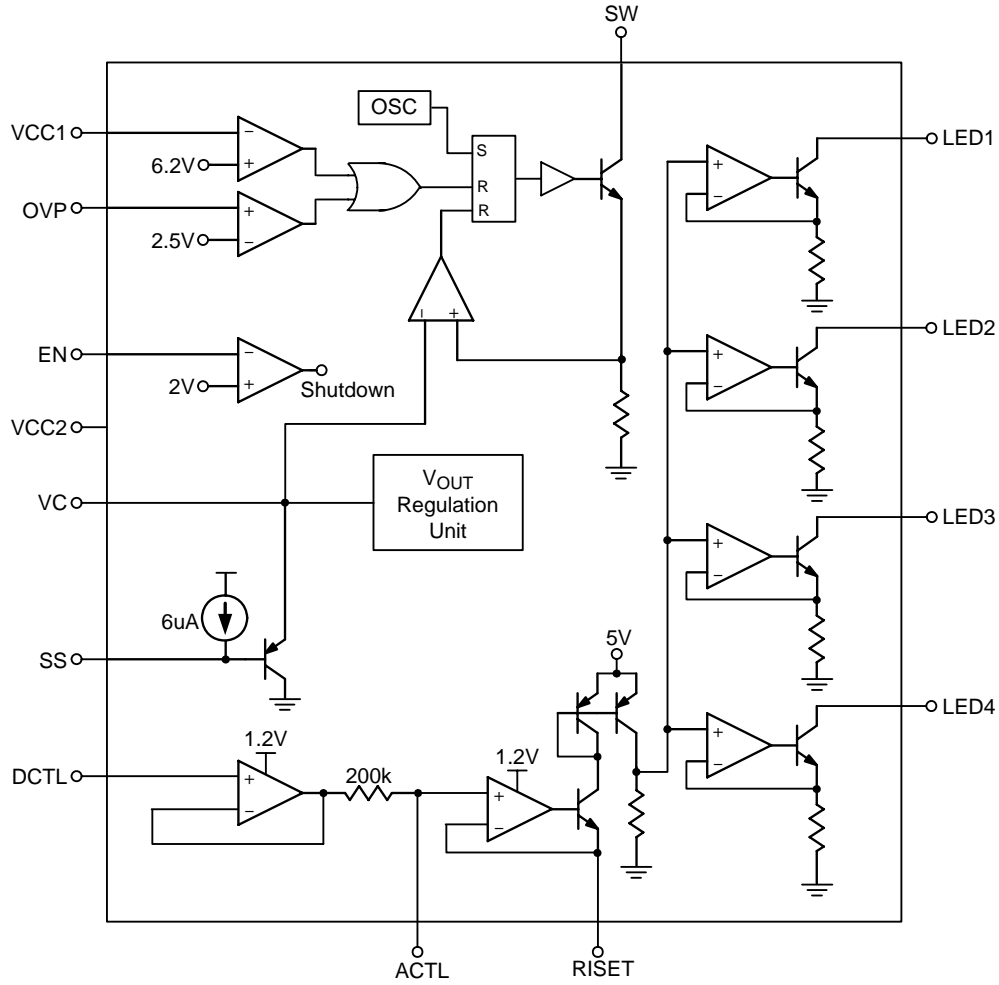 SW
OSC
VCC1
−
6.2V
+
S
R
R
+
−
LED1
OVP
+
2.5V
−
−
+
EN
−
2V
+
Shutdown
LED2
+
−
VCC2
VC
VOUT
Regulation
Unit
LED3
+
−
6uA
SS
5V
LED4
+
−
1.2V
DCTL
+
−
200k
1.2V
+
−
ACTL
RISET